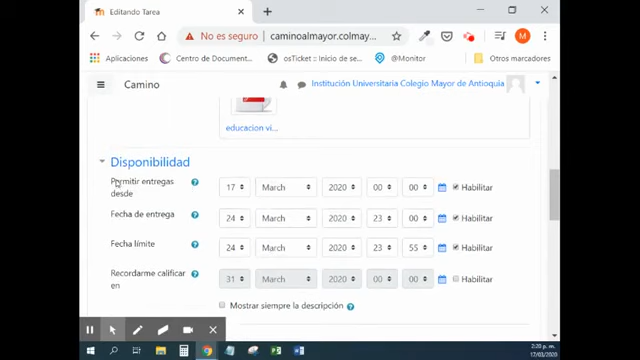 Editando Tarea
No es seguro | caminoalmayor.colmay...
M
Aplicaciones Centro de Document... osTicket :: Inicio de se... @Monitor Otros marcadores
Camino Institución Universitaria Colegio Mayor de Antioquia
educacion vi...
Disponibilidad
Permitir entregas desde 17 March 2020 00 00 Habilitar
Fecha de entrega 24 March 2020 23 00 Habilitar
Fecha límite 24 March 2020 23 55 Habilitar
Recordarme calificar en 31 March 2020 00 00 Habilitar
Mostrar siempre la descripción
2:20 p. m.
17/03/2020